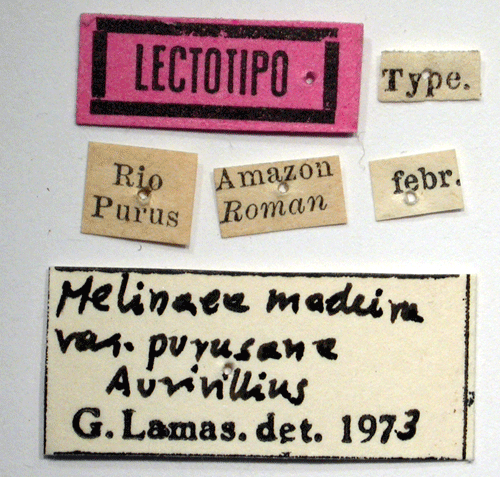 LECTOTIPO
Type.
Rio
Purus
Amazon
Roman
febr.
Melinaea madeira
var. purusana
Aurivillius
G. Lamas. det. 1973